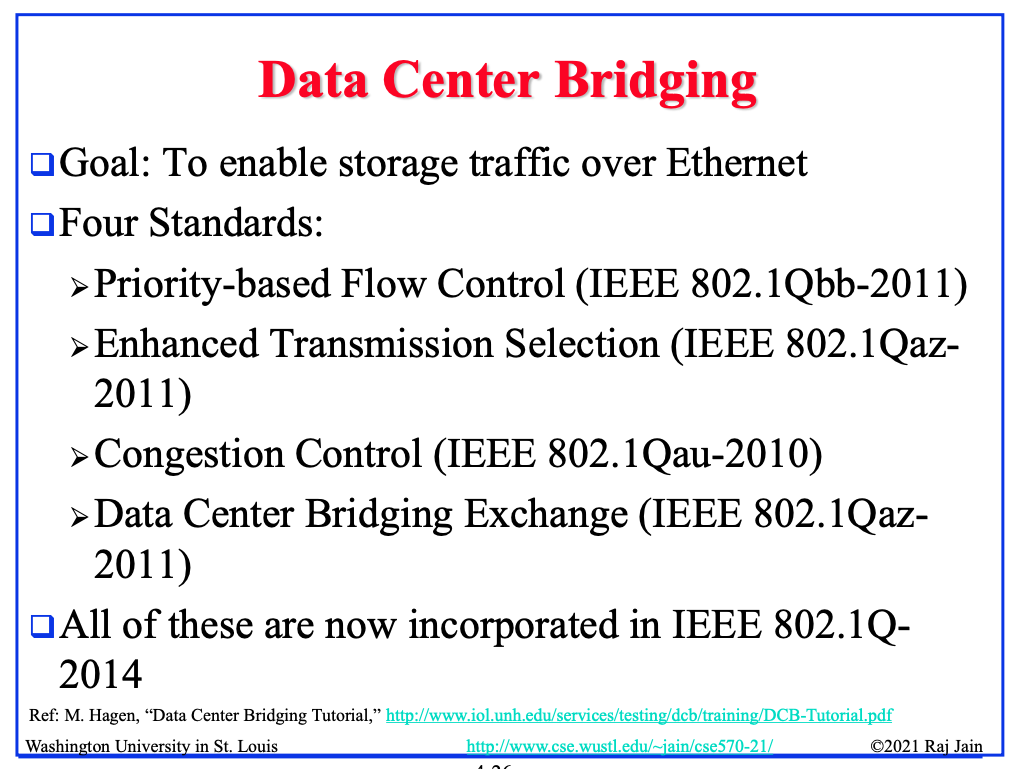 Data Center Bridging
Goal: To enable storage traffic over Ethernet
Four Standards:
Priority-based Flow Control (IEEE 802.1Qbb-2011)
Enhanced Transmission Selection (IEEE 802.1Qaz-
2011)
Congestion Control (IEEE 802.1Qau-2010)
Data Center Bridging Exchange (IEEE 802.1Qaz-
2011)
All of these are now incorporated in IEEE 802.1Q-
2014
Ref: M. Hagen, “Data Center Bridging Tutorial,” http://www.iol.unh.edu/services/testing/dcb/training/DCB-Tutorial.pdf
Washington University in St. Louis http://www.cse.wustl.edu/~jain/cse570-21/ ©2021 Raj Jain